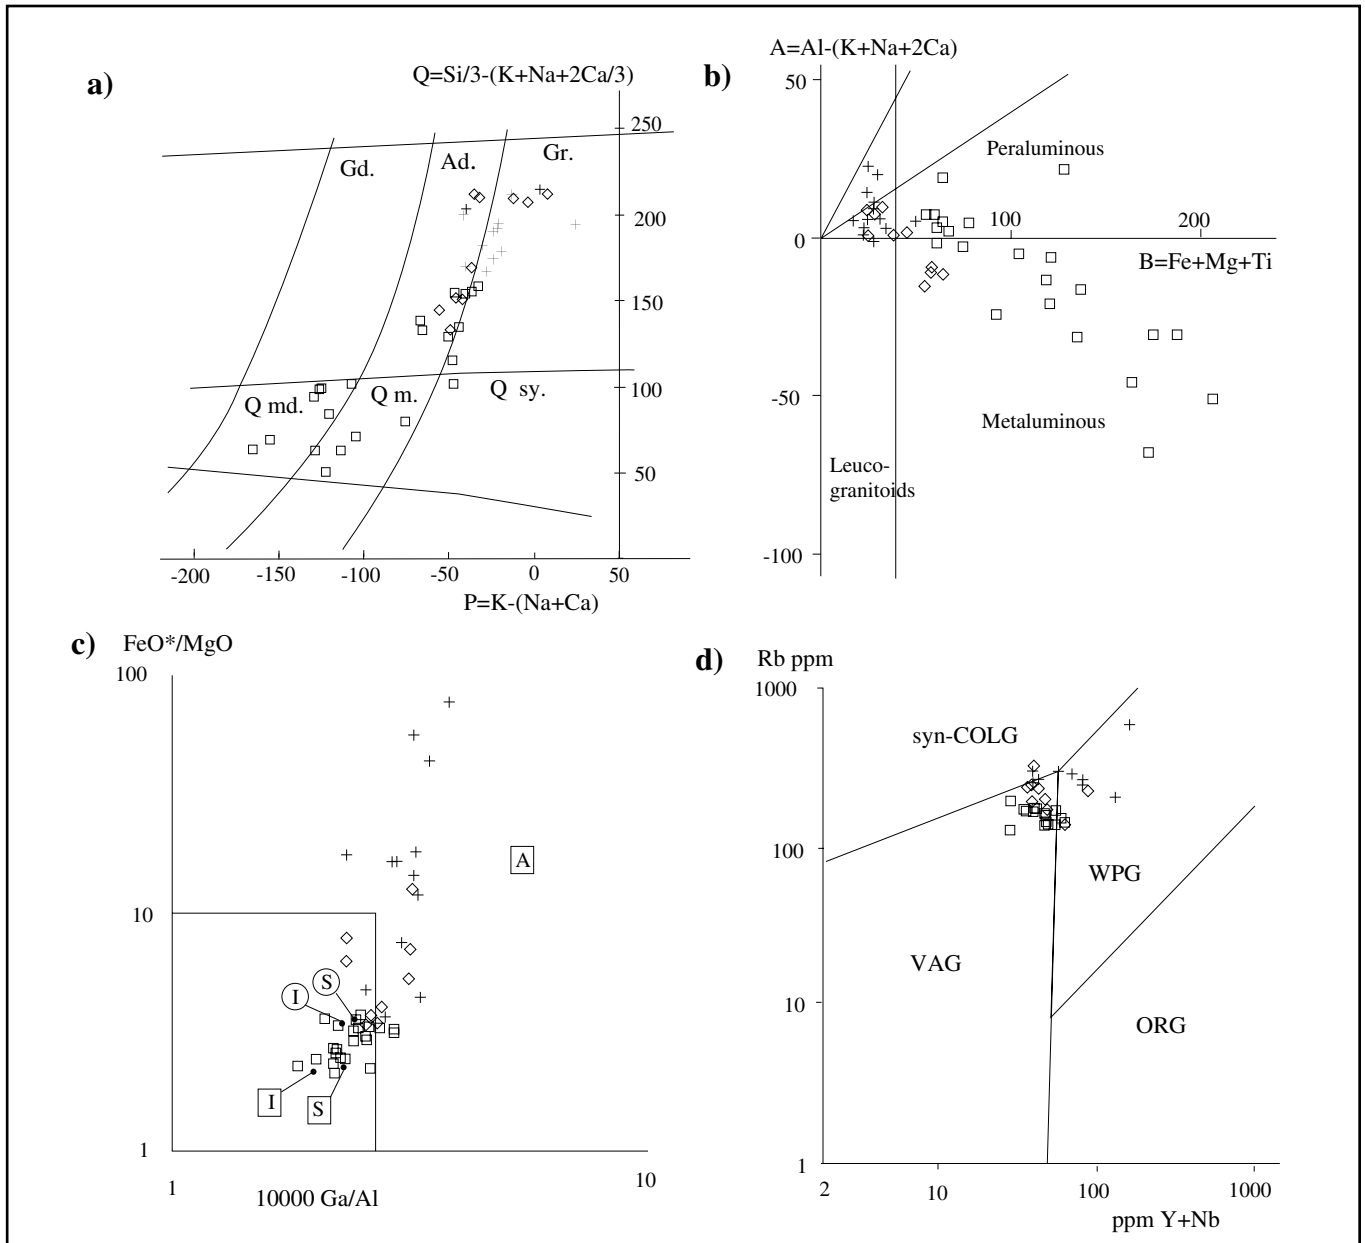 a)
Q=Si/3-(K+Na+2Ca/3)
250
Gd.
Ad.
Gr.
200
150
100
Q md.
Q m.
Q sy.
50
-200
-150
-100
-50
0
50
P=K-(Na+Ca)
b)
A=Al-(K+Na+2Ca)
50
Peraluminous
100
200
0
B=Fe+Mg+Ti
-50
Metaluminous
Leuco-
granitoids
-100
c)
FeO*/MgO
100
A
10
S
I
I
S
1
1
10000 Ga/Al
10
d)
Rb ppm
1000
syn-COLG
100
WPG
VAG
10
ORG
1
2
10
100
1000
ppm Y+Nb